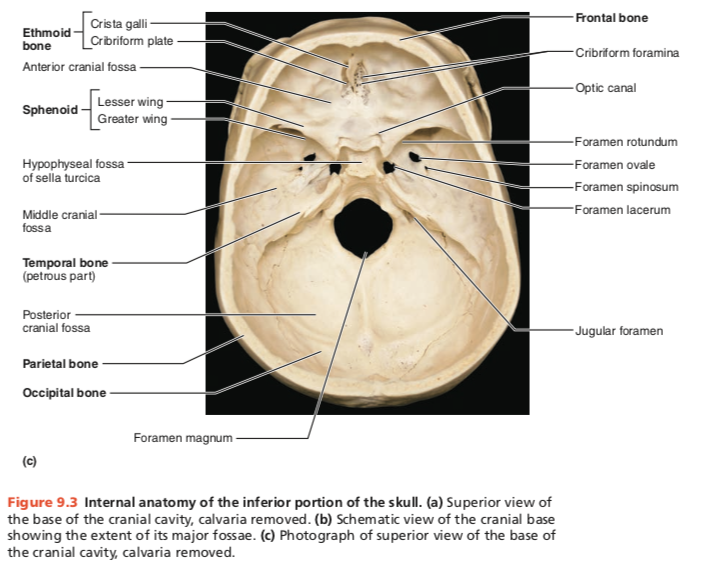 Ethmoid
bone
Crista galli
Cribriform plate
Anterior cranial fossa
Sphenoid
Lesser wing
Greater wing
Hypophyseal fossa
of sella turcica
Middle cranial
fossa
Temporal bone
(petrous part)
Posterior
cranial fossa
Parietal bone
Occipital bone
Foramen magnum
Frontal bone
Cribriform foramina
Optic canal
Foramen rotundum
Foramen ovale
Foramen spinosum
Foramen lacerum
Jugular foramen
(c)
Figure 9.3 Internal anatomy of the inferior portion of the skull. (a) Superior view of
the base of the cranial cavity, calvaria removed. (b) Schematic view of the cranial base
showing the extent of its major fossae. (c) Photograph of superior view of the base of
the cranial cavity, calvaria removed.